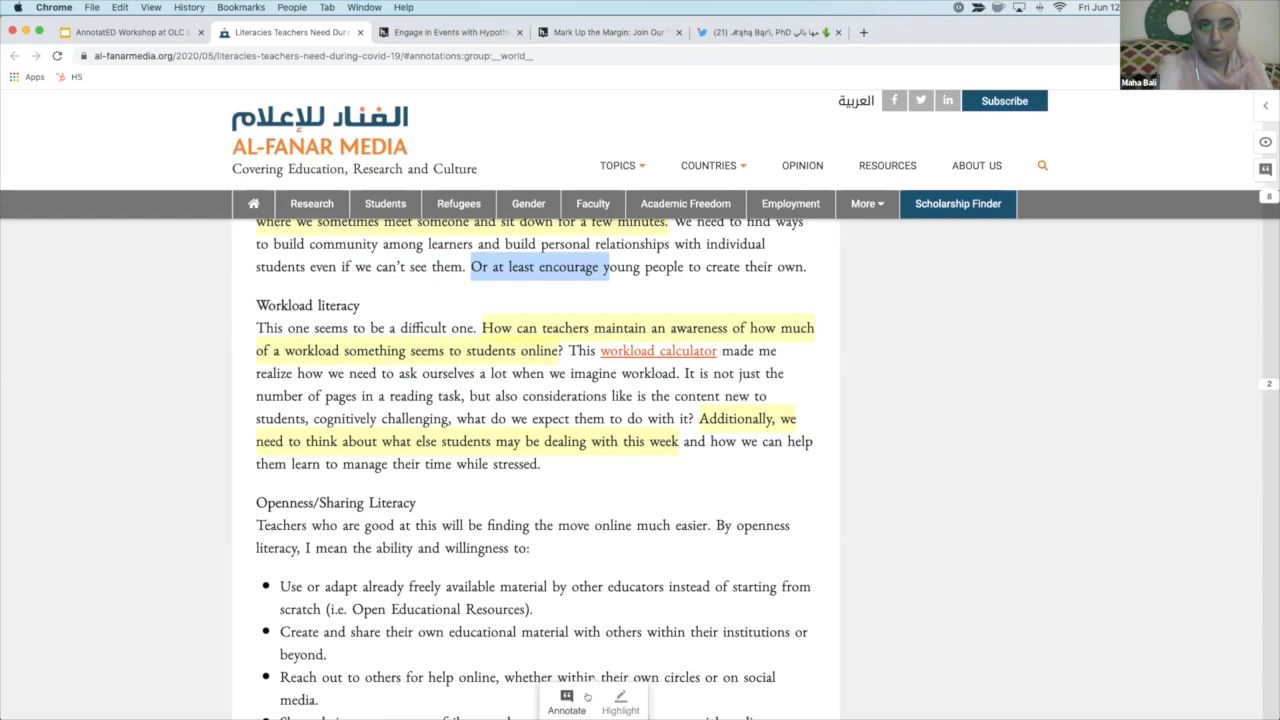 Chrome File Edit View History Bookmarks People Tab Window Help Fri Jun 12
AnnotatED Workshop at OLC
Literacies Teachers Need Duri
Engage in Events with Hypoth
Mark Up the Margin: Join Our
(21)
PhD
al-fanarmedia.org/2020/05/literacies-teachers-need-during-covid-19/#annotations:group:__world__
Apps HS
Maha Bali
الفنار للإعلام
AL-FANAR MEDIA
Covering Education, Research and Culture
العربية
f
in
Subscribe
TOPICS COUNTRIES OPINION RESOURCES ABOUT US
Research Students Refugees Gender Faculty Academic Freedom Employment More Scholarship Finder
8
where we sometimes meet someone and sit down for a few minutes. We need to find ways
to build community among learners and build personal relationships with individual
students even if we can't see them. Or at least encourage young people to create their own.
Workload literacy
This one seems to be a difficult one. How can teachers maintain an awareness of how much
of a workload something seems to students online? This workload calculator made me
realize how we need to ask ourselves a lot when we imagine workload. It is not just the
number of pages in a reading task, but also considerations like is the content new to
students, cognitively challenging, what do we expect them to do with it? Additionally, we
need to think about what else students may be dealing with this week and how we can help
them learn to manage their time while stressed.
2
Openness/Sharing Literacy
Teachers who are good at this will be finding the move online much easier. By openness
literacy, I mean the ability and willingness to:
Use or adapt already freely available material by other educators instead of starting from
scratch (i.e. Open Educational Resources).
Create and share their own educational material with others within their institutions or
beyond.
Reach out to others for help online, whether within their own circles or on social
media.
Annotate Highlight